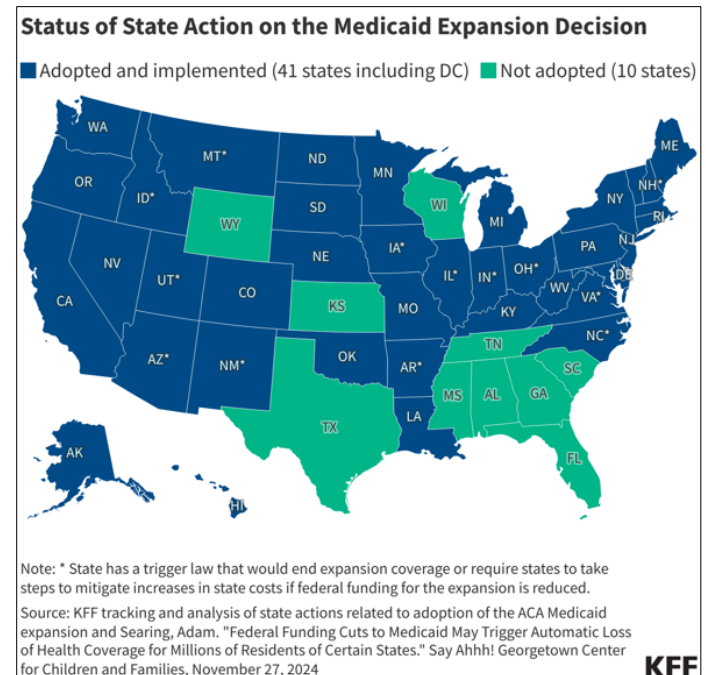 Status of State Action on the Medicaid Expansion Decision
Adopted and implemented (41 states including DC) Not adopted (10 states)
WA
MT*
ND
MN
ME
OR
ID*
SD
WI
MI
NY
NH*
WY
RI
NV
UT*
CO
NE
IA*
IL*
IN*
OH*
PA
NJ
DE
CA
KS
MO
KY
WV
VA*
AZ*
NM*
OK
AR*
TN
NC*
SC
TX
LA
MS
AL
GA
FL
AK
HI
Note: * State has a trigger law that would end expansion coverage or require states to take
steps to mitigate increases in state costs if federal funding for the expansion is reduced.
Source: KFF tracking and analysis of state actions related to adoption of the ACA Medicaid
expansion and Searing, Adam. "Federal Funding Cuts to Medicaid May Trigger Automatic Loss
of Health Coverage for Millions of Residents of Certain States." Say Ahhh! Georgetown Center
for Children and Families, November 27, 2024
KFF